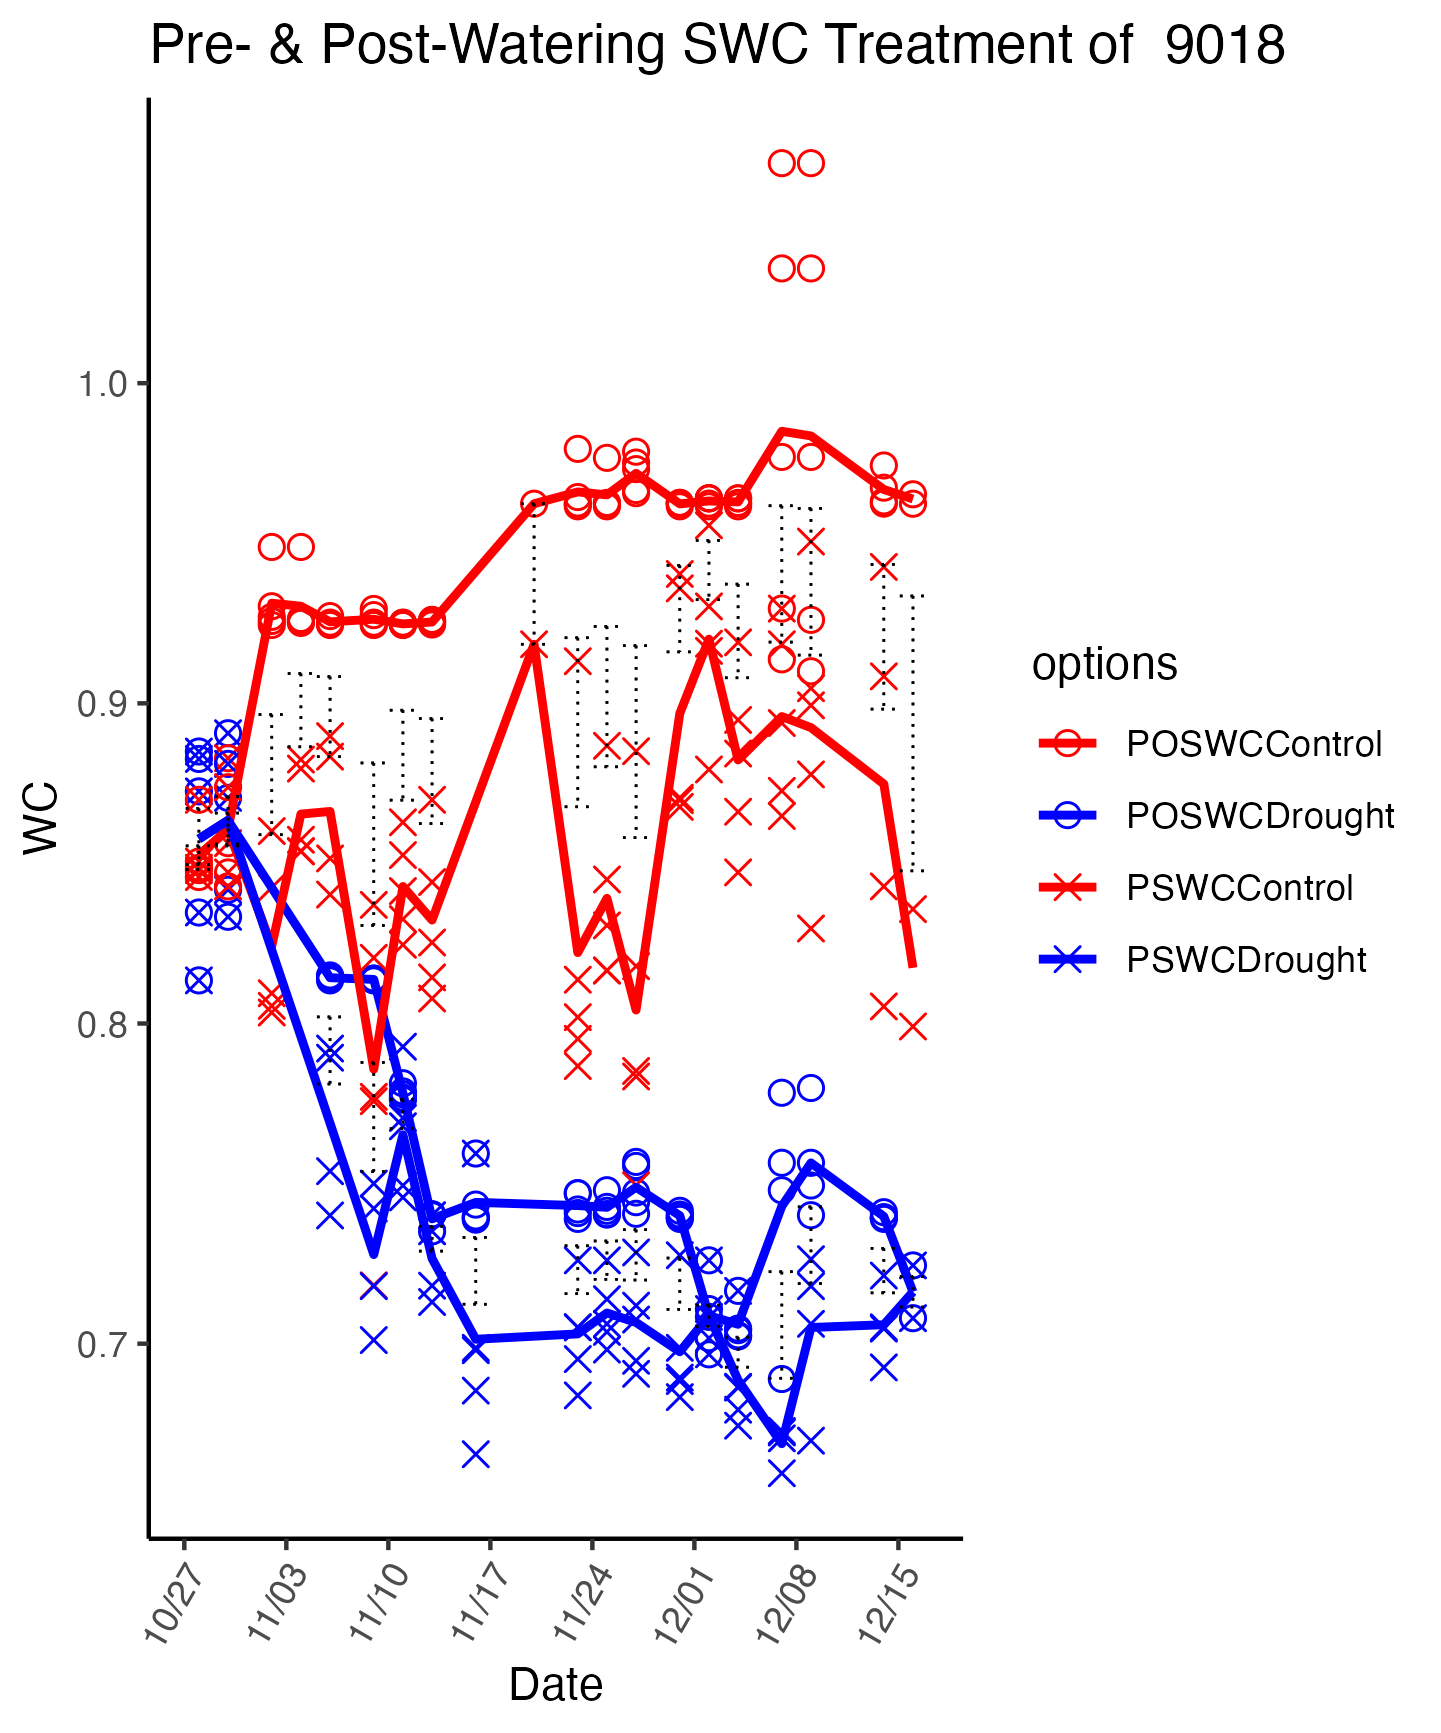 Pre- & Post-Watering SWC Treatment of  9018
WC
1.0
0.9
0.8
0.7
10/27
11/03
11/10
11/17
11/24
12/01
12/08
12/15
Date
options
POSWCControl
POSWCDrought
PSWCControl
PSWCDrought